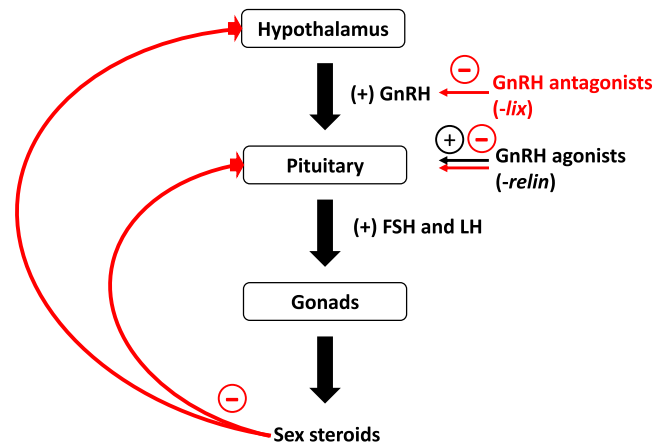 Hypothalamus
(+) GnRH
−
GnRH antagonists
(-lix)
+ −
GnRH agonists
(-relin)
Pituitary
(+) FSH and LH
Gonads
−
Sex steroids